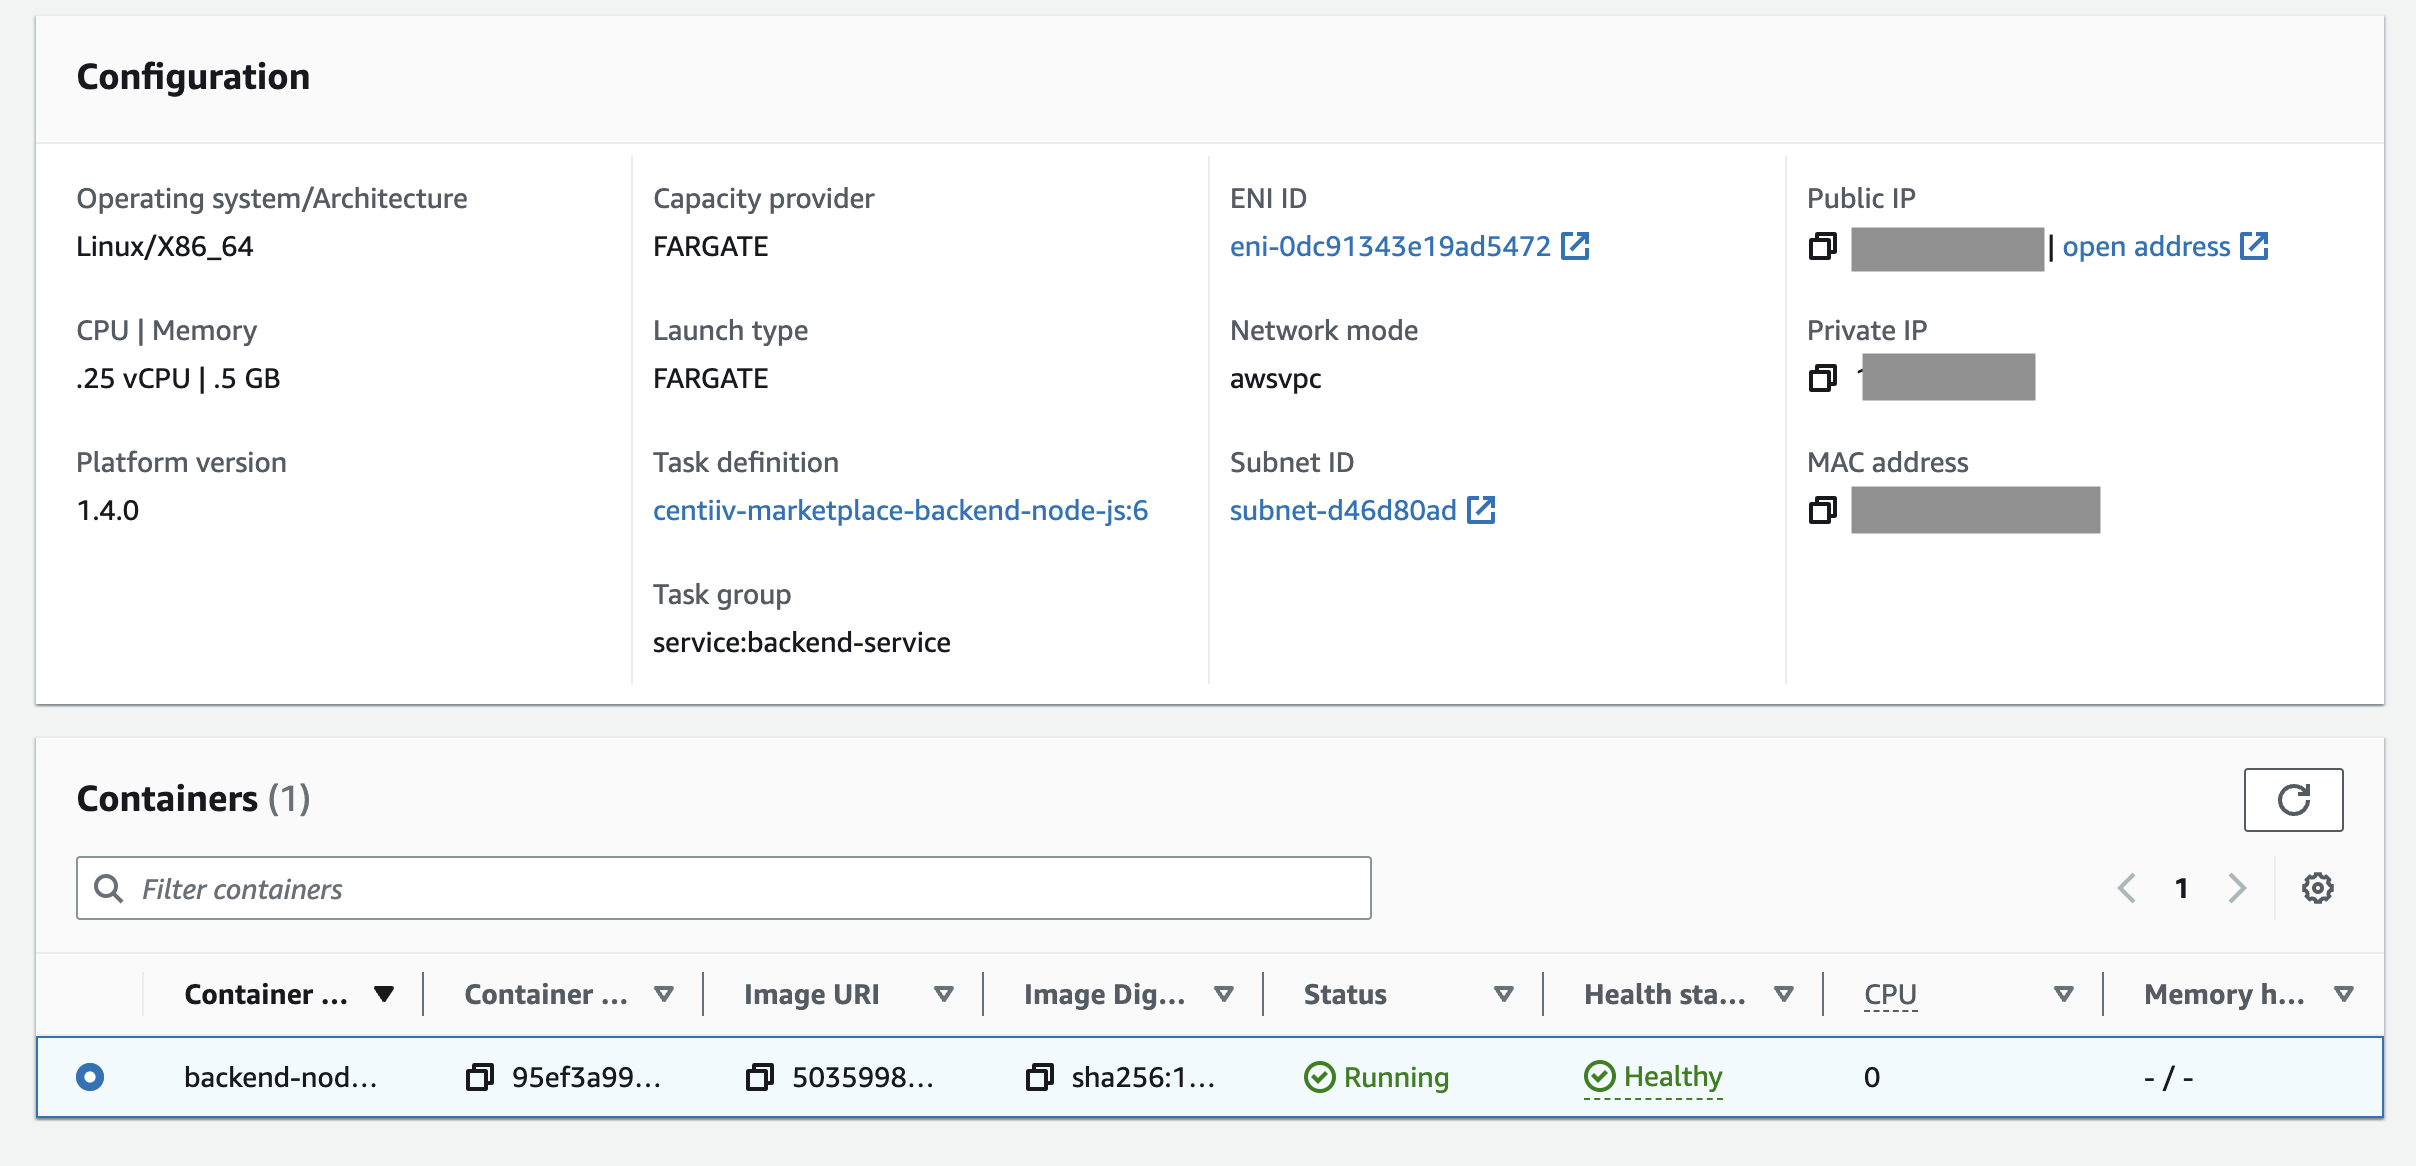 Configuration
Operating system/Architecture
Linux/X86_64
CPU | Memory
.25 vCPU | .5 GB
Platform version
1.4.0
Capacity provider
FARGATE
Launch type
FARGATE
Task definition
centiiv-marketplace-backend-node-js:6
Task group
service:backend-service
ENI ID
eni-0dc91343e19ad5472
Network mode
awsvpc
Subnet ID
subnet-d46d80ad
Public IP
| open address
Private IP
MAC address
Containers (1)
Filter containers
1
Container ... Container ... Image URI Image Dig... Status Health sta... CPU Memory h...
backend-nod... 95ef3a99... 5035998... sha256:1... Running Healthy 0 - / -